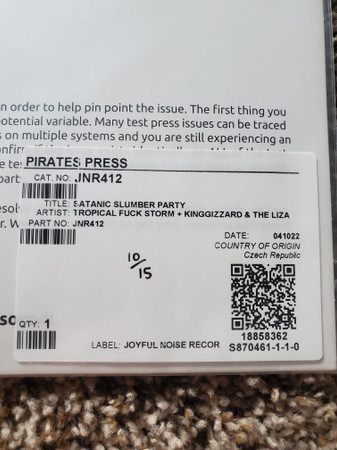 n order to help pin point the issue. The first thing you
potential variable. Many test press issues can be traced
s on multiple systems and you are still experiencing an
PIRATES PRESS
CAT. NO: JNR412
TITLE: SATANIC SLUMBER PARTY
ARTIST: TROPICAL FUCK STORM + KINGGIZZARD & THE LIZA
PART NO: JNR412
DATE: 041022
COUNTRY OF ORIGIN
Czech Republic
10/15
QTY: 1
18858362
LABEL: JOYFUL NOISE RECOR S870461-1-1-0